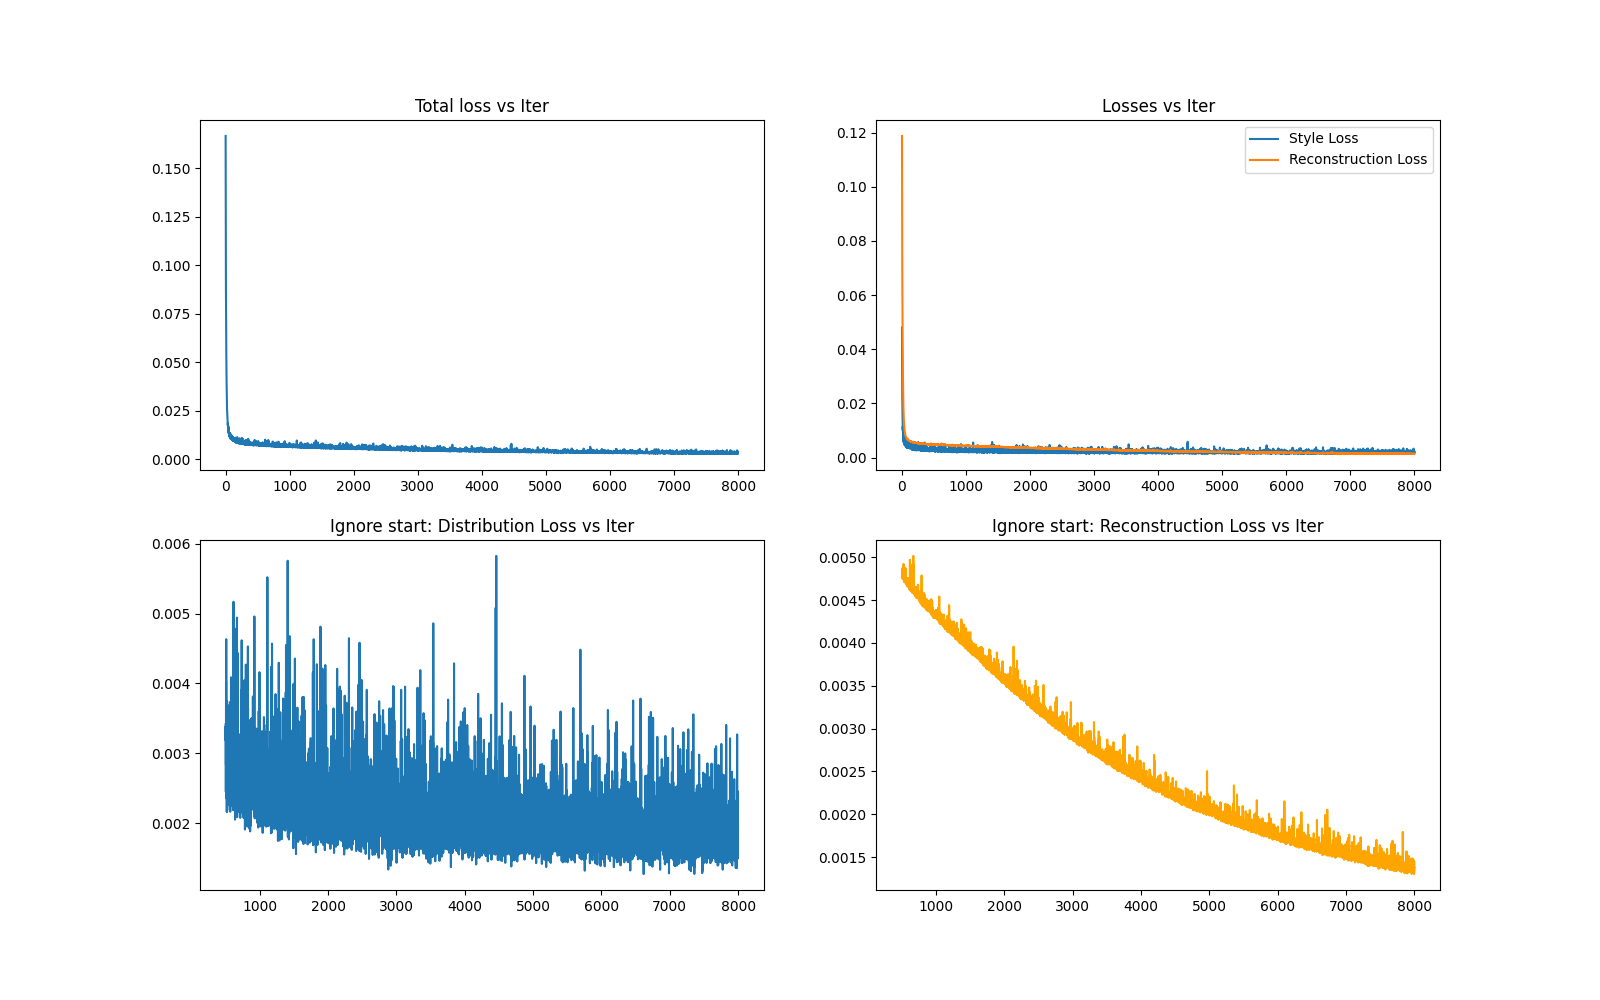 Total loss vs Iter
0.150
0.125
0.100
0.075
0.050
0.025
0.000
0 1000 2000 3000 4000 5000 6000 7000 8000
Losses vs Iter
Style Loss
Reconstruction Loss
0.12
0.10
0.08
0.06
0.04
0.02
0.00
0 1000 2000 3000 4000 5000 6000 7000 8000
Ignore start: Distribution Loss vs Iter
0.006
0.005
0.004
0.003
0.002
1000 2000 3000 4000 5000 6000 7000 8000
Ignore start: Reconstruction Loss vs Iter
0.0050
0.0045
0.0040
0.0035
0.0030
0.0025
0.0020
0.0015
1000 2000 3000 4000 5000 6000 7000 8000